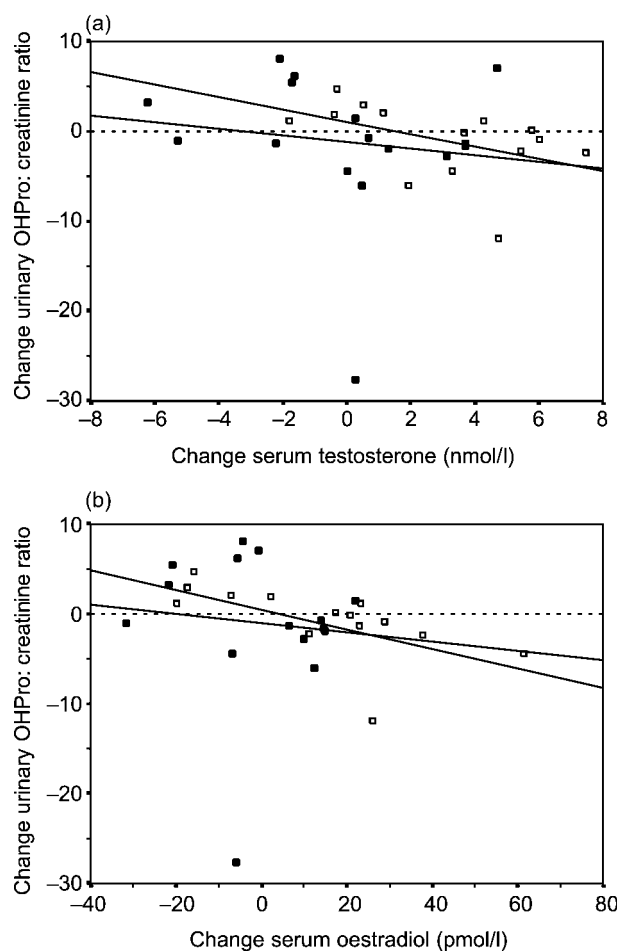 (a)
10
0
–10
–20
–30
Change urinary OHPro: creatinine ratio
–8 –6 –4 –2 0 2 4 6 8
Change serum testosterone (nmol/l)
(b)
10
0
–10
–20
–30
Change urinary OHPro: creatinine ratio
–40 –20 0 20 40 60 80
Change serum oestradiol (pmol/l)